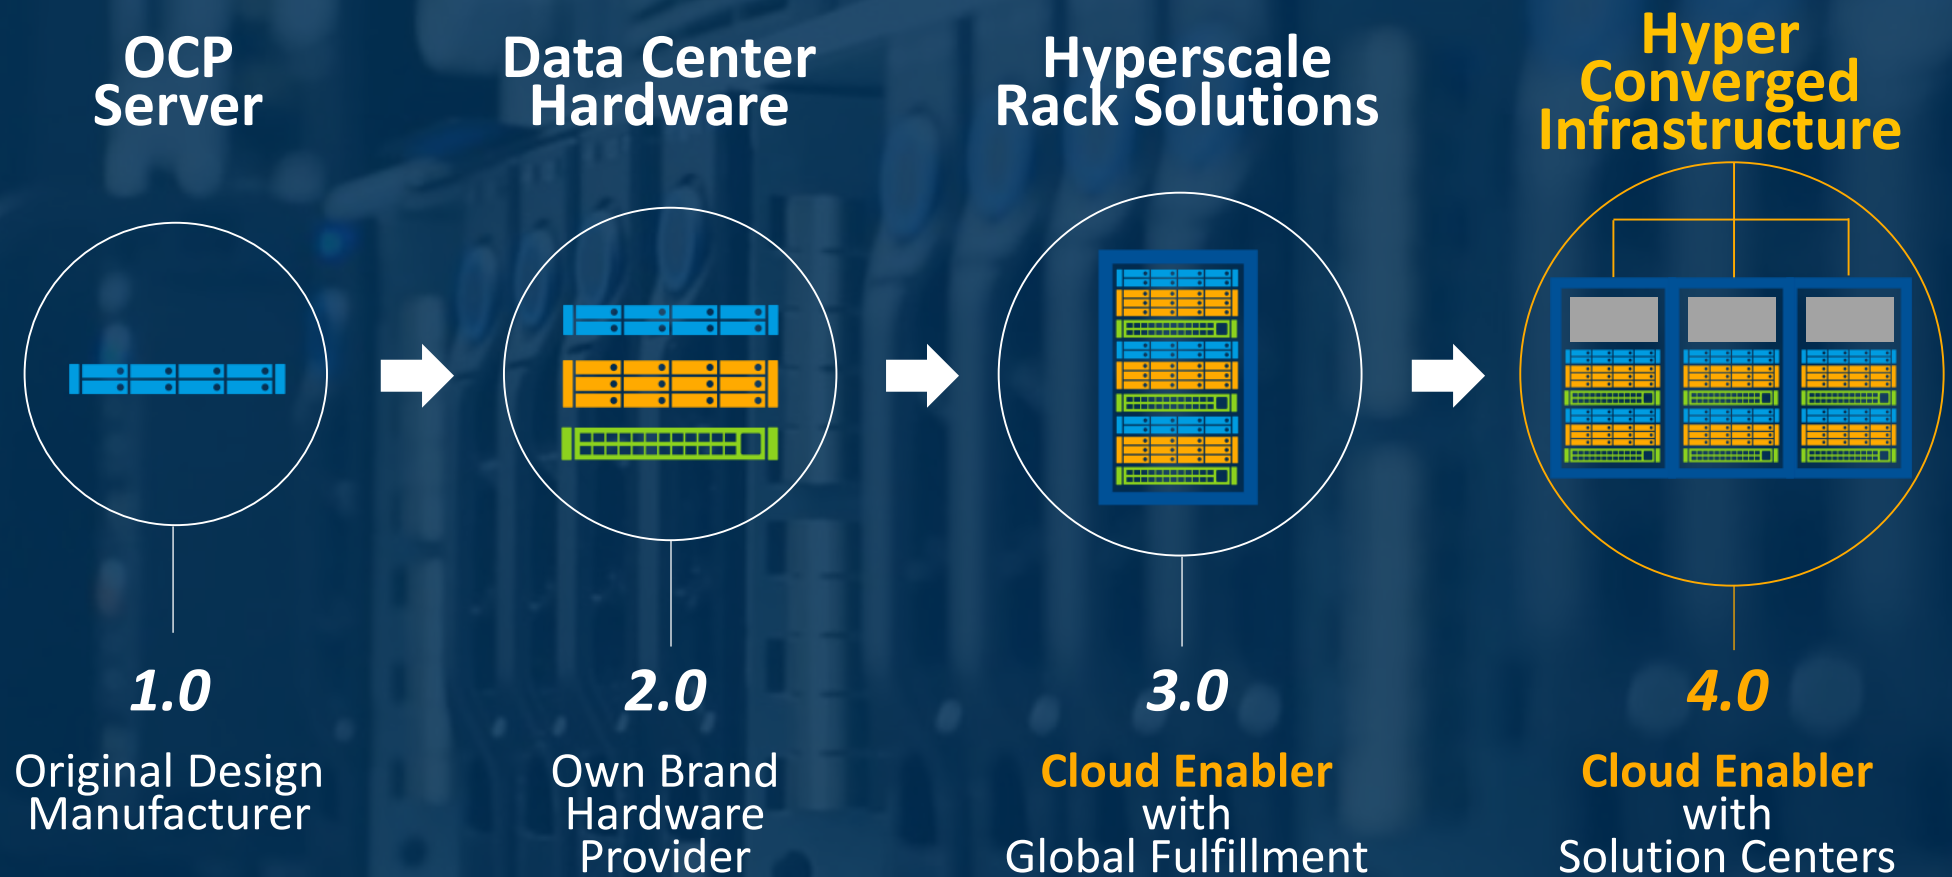 OCP
Server
1.0
Original Design
Manufacturer
Data Center
Hardware
2.0
Own Brand
Hardware
Provider
Hyperscale
Rack Solutions
3.0
Cloud Enabler
with
Global Fulfillment
Hyper
Converged
Infrastructure
4.0
Cloud Enabler
with
Solution Centers